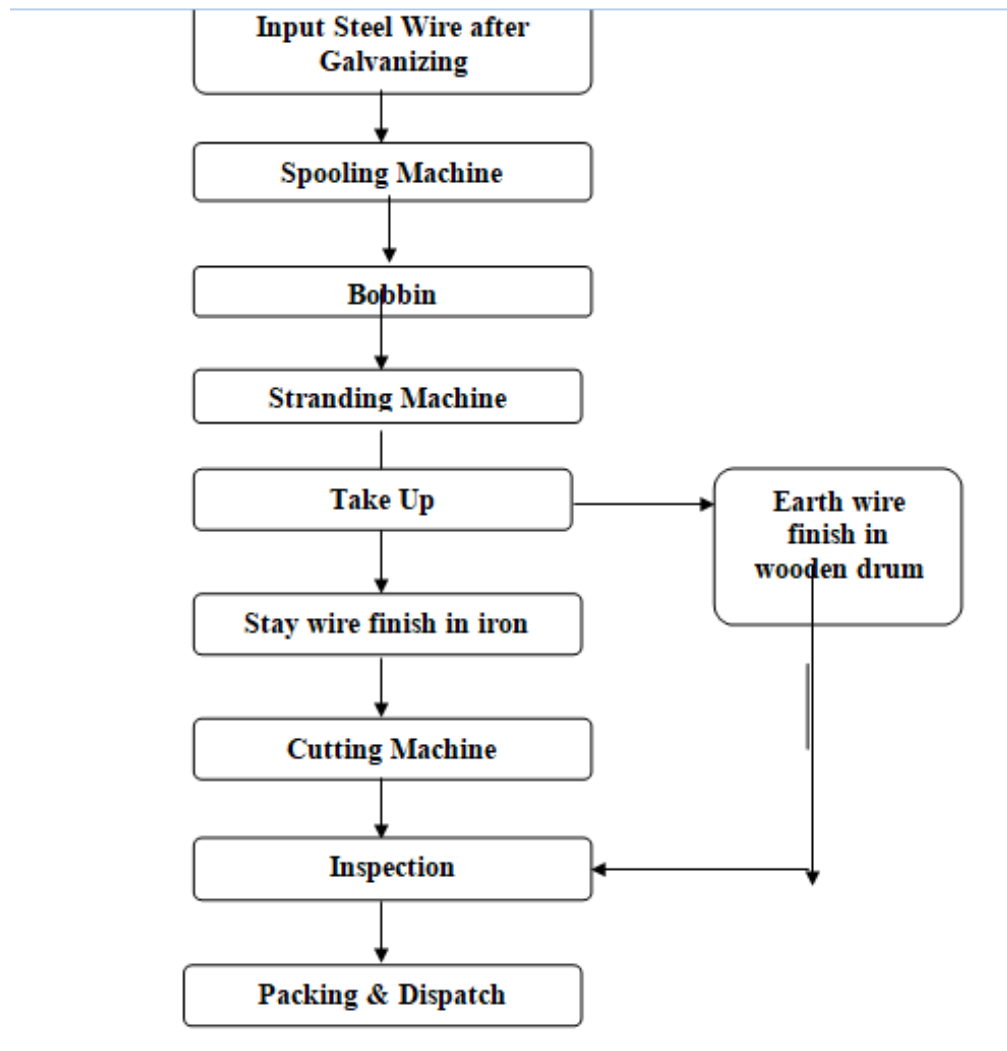 Input Steel Wire after
Galvanizing
Spooling Machine
Bobbin
Stranding Machine
Take Up
Earth wire
finish in
wooden drum
Stay wire finish in iron
Cutting Machine
Inspection
Packing & Dispatch